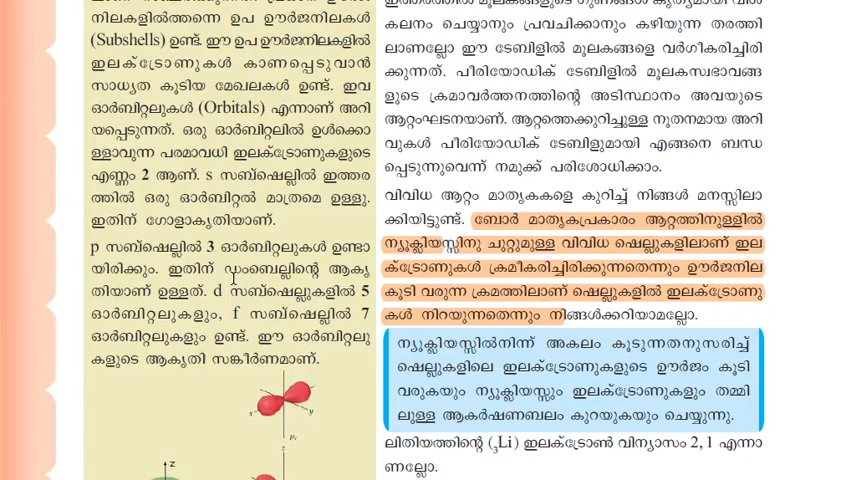 നിലകളിൽത്തന്നെ ഉപ ഊർജനിലകൾ
(Subshells) ഉണ്ട്. ഈ ഉപ ഊർജനിലകളിൽ
ഇലക്ട്രോണുകൾ കാണപ്പെടുവാൻ
സാധ്യത കൂടിയ മേഖലകൾ ഉണ്ട്. ഇവ
ഓർബിറ്റലുകൾ (Orbitals) എന്നാണ് അറി
യപ്പെടുന്നത്. ഒരു ഓർബിറ്റലിൽ ഉൾക്കൊ
ള്ളാവുന്ന പരമാവധി ഇലക്ട്രോണുകളുടെ
എണ്ണം 2 ആണ്. s സബ്ഷെല്ലിൽ ഇത്തര
ത്തിൽ ഒരു ഓർബിറ്റൽ മാത്രമെ ഉള്ളു.
ഇതിന് ഗോളാകൃതിയാണ്.
p സബ്ഷെല്ലിൽ 3 ഓർബിറ്റലുകൾ ഉണ്ടാ
യിരിക്കും. ഇതിന് ഡംബെല്ലിന്റെ ആകൃ
തിയാണ് ഉള്ളത്. d സബ്ഷെല്ലുകളിൽ 5
ഓർബിറ്റലുകളും, f സബ്ഷെല്ലിൽ 7
ഓർബിറ്റലുകളും ഉണ്ട്. ഈ ഓർബിറ്റലു
കളുടെ ആകൃതി സങ്കീർണമാണ്.
x
y
z
z
കലനം ചെയ്യാനും പ്രവചിക്കാനും കഴിയുന്ന തരത്തി
ലാണല്ലോ ഈ ടേബിളിൽ മൂലകങ്ങളെ വർഗീകരിച്ചിരി
ക്കുന്നത്. പീരിയോഡിക് ടേബിളിൽ മൂലകസ്വഭാവങ്ങ
ളുടെ ക്രമാവർത്തനത്തിന്റെ അടിസ്ഥാനം അവയുടെ
ആറ്റംഘടനയാണ്. ആറ്റത്തെക്കുറിച്ചുള്ള നൂതനമായ അറി
വുകൾ പീരിയോഡിക് ടേബിളുമായി എങ്ങനെ ബന്ധ
പ്പെടുന്നുവെന്ന് നമുക്ക് പരിശോധിക്കാം.
വിവിധ ആറ്റം മാതൃകകളെ കുറിച്ച് നിങ്ങൾ മനസ്സിലാ
ക്കിയിട്ടുണ്ട്. ബോർ മാതൃകപ്രകാരം ആറ്റത്തിനുള്ളിൽ
ന്യൂക്ലിയസ്സിനു ചുറ്റുമുള്ള വിവിധ ഷെല്ലുകളിലാണ് ഇല
ക്ട്രോണുകൾ ക്രമീകരിച്ചിരിക്കുന്നതെന്നും ഊർജനില
കൂടി വരുന്ന ക്രമത്തിലാണ് ഷെല്ലുകളിൽ ഇലക്ട്രോണു
കൾ നിറയുന്നതെന്നും നിങ്ങൾക്കറിയാമല്ലോ.
ന്യൂക്ലിയസ്സിൽനിന്ന് അകലം കൂടുന്നതനുസരിച്ച്
ഷെല്ലുകളിലെ ഇലക്ട്രോണുകളുടെ ഊർജം കൂടി
വരുകയും ന്യൂക്ലിയസ്സും ഇലക്ട്രോണുകളും തമ്മി
ലുള്ള ആകർഷണബലം കുറയുകയും ചെയ്യുന്നു.
ലിതിയത്തിന്റെ (₃Li) ഇലക്ട്രോൺ വിന്യാസം 2, 1 എന്നാ
ണല്ലോ.